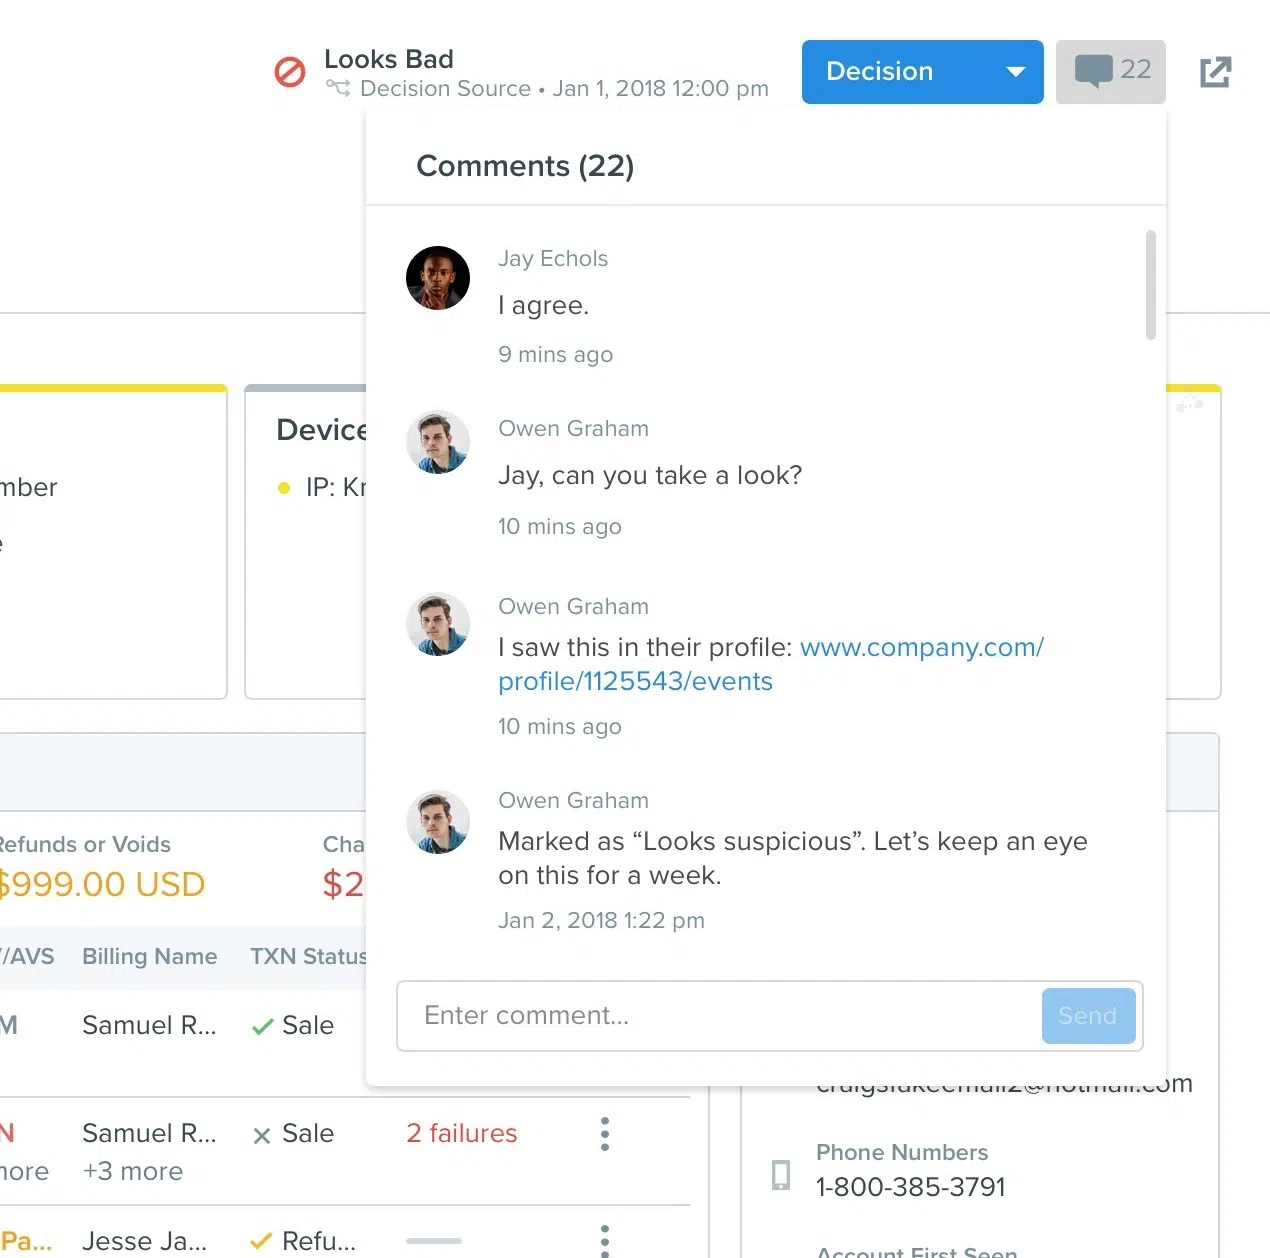 Looks Bad
Decision Source • Jan 1, 2018 12:00 pm
Decision
22
Comments (22)
Jay Echols
I agree.
9 mins ago
Owen Graham
Jay, can you take a look?
10 mins ago
Owen Graham
I saw this in their profile: www.company.com/
profile/1125543/events
10 mins ago
Owen Graham
Marked as “Looks suspicious”. Let’s keep an eye
on this for a week.
Jan 2, 2018 1:22 pm
Enter comment...
Send
mber
e
Device
IP: Kr
Refunds or Voids
Cha
$999.00 USD
$2
/AVS Billing Name TXN Status
M Samuel R... Sale
N Samuel R... Sale 2 failures
more +3 more
Pa... Jesse Ja... Refu...
craigsfakeemail2@hotmail.com
Phone Numbers
1-800-385-3791
Account First Seen